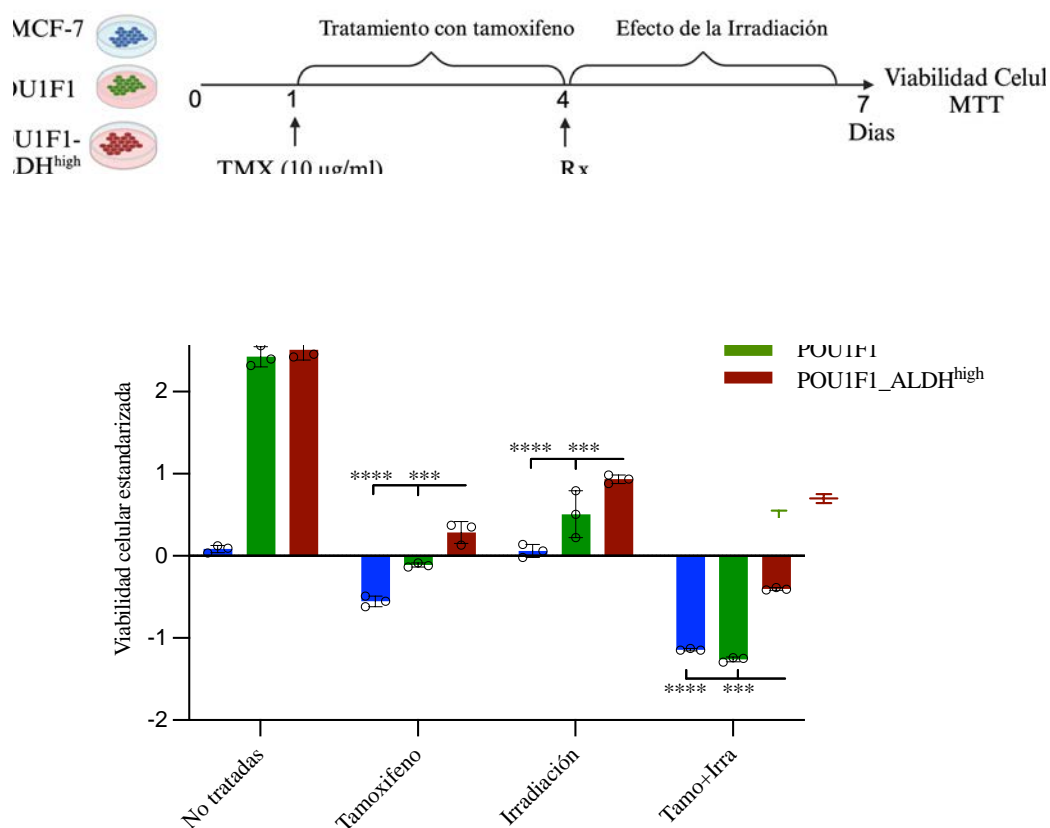 MCF-7
Tratamiento con tamoxifeno
Efecto de la Irradiación
OU1F1
0
1
4
7
Viabilidad Celul
MTT
Dias
OU1F1-
LDHhigh
TMX (10 µg/ml)
Rx
POU1F1
POU1F1_ALDHhigh
Viabilidad celular estandarizada
2
1
0
-1
-2
**** ***
**** ***
**** ***
No tratadas
Tamoxifeno
Irradiación
Tamo+Irra